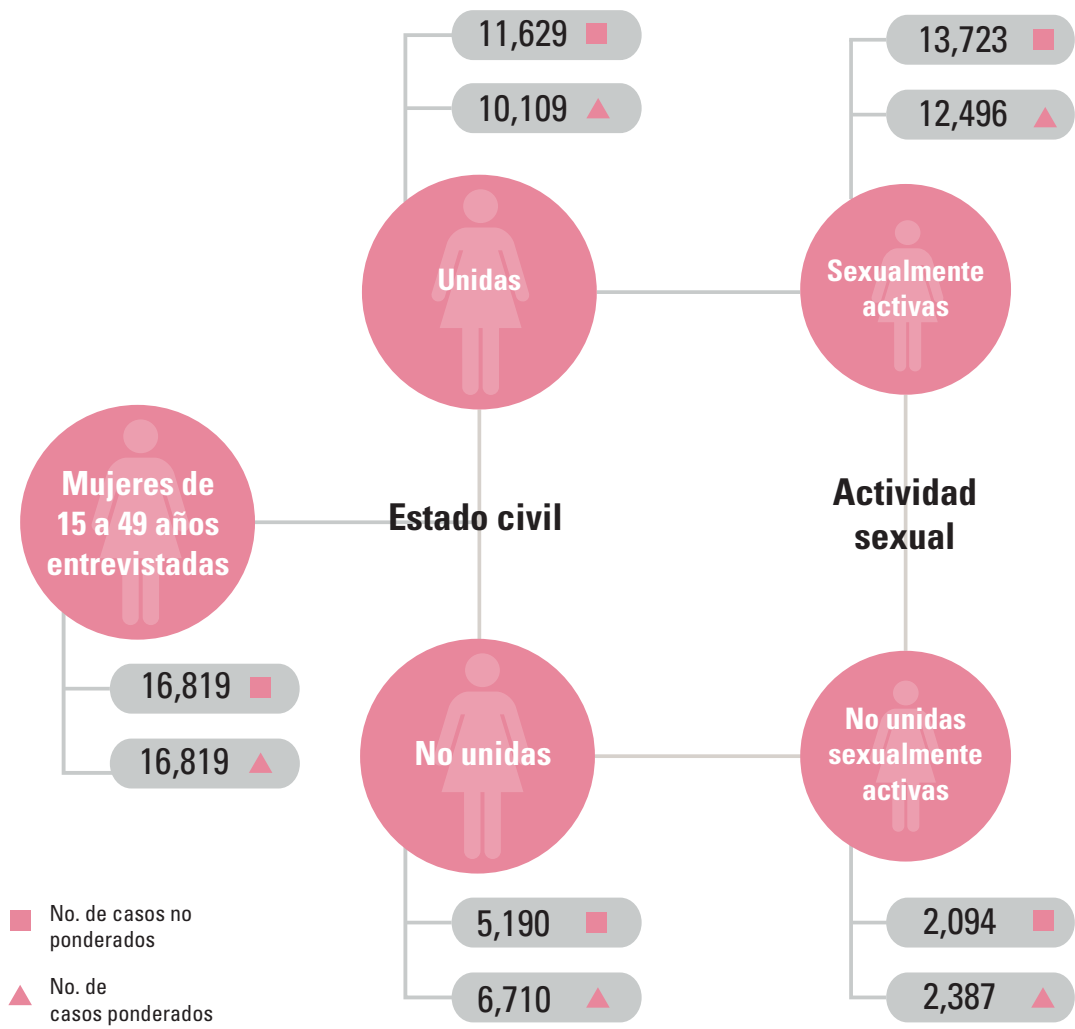 11,629
10,109
13,723
12,496
Unidas
Sexualmente
activas
Mujeres de
15 a 49 años
entrevistadas
Estado civil
Actividad
sexual
16,819
16,819
No unidas
No unidas
sexualmente
activas
5,190
6,710
2,094
2,387
No. de casos no
ponderados
No. de
casos ponderados